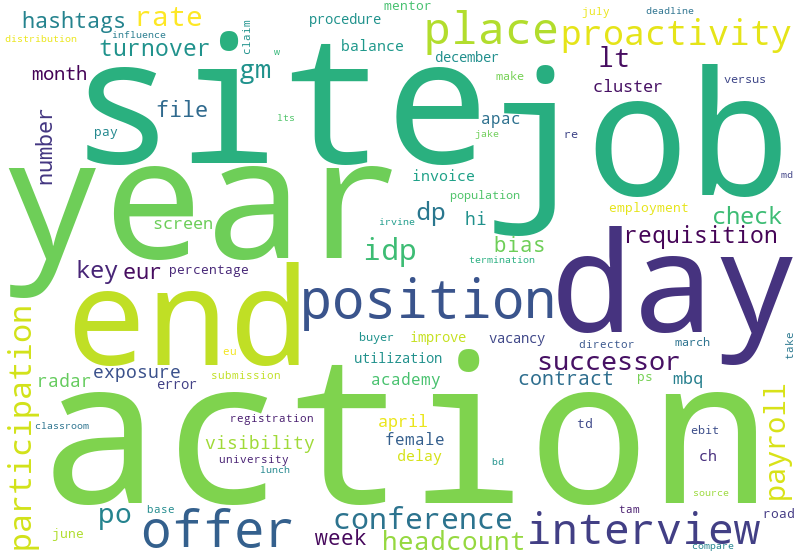 hashtags
rate
mentor
procedure
july
deadline
distribution
influence
claim
w
place
proactivity
turnover
balance
december
lt
month
gm
make
cluster
versus
site
job
file
number
pay
lts
apac
jake
re
year
invoice
md
population
employment
screen
dp
hi
check
irvine
idp
bias
requisition
key
eur
percentage
termination
end
position
day
participation
radar
exposure
error
eu
submission
buyer
improve
vacancy
director
march
take
utilization
successor
academy
contract
ps
mbq
payroll
action
classroom
registration
visibility
university
lunch
april
female
delay
bd
td
ebit
ch
source
po
base
offer
conference
interview
tam
road
june
week
headcount
compare